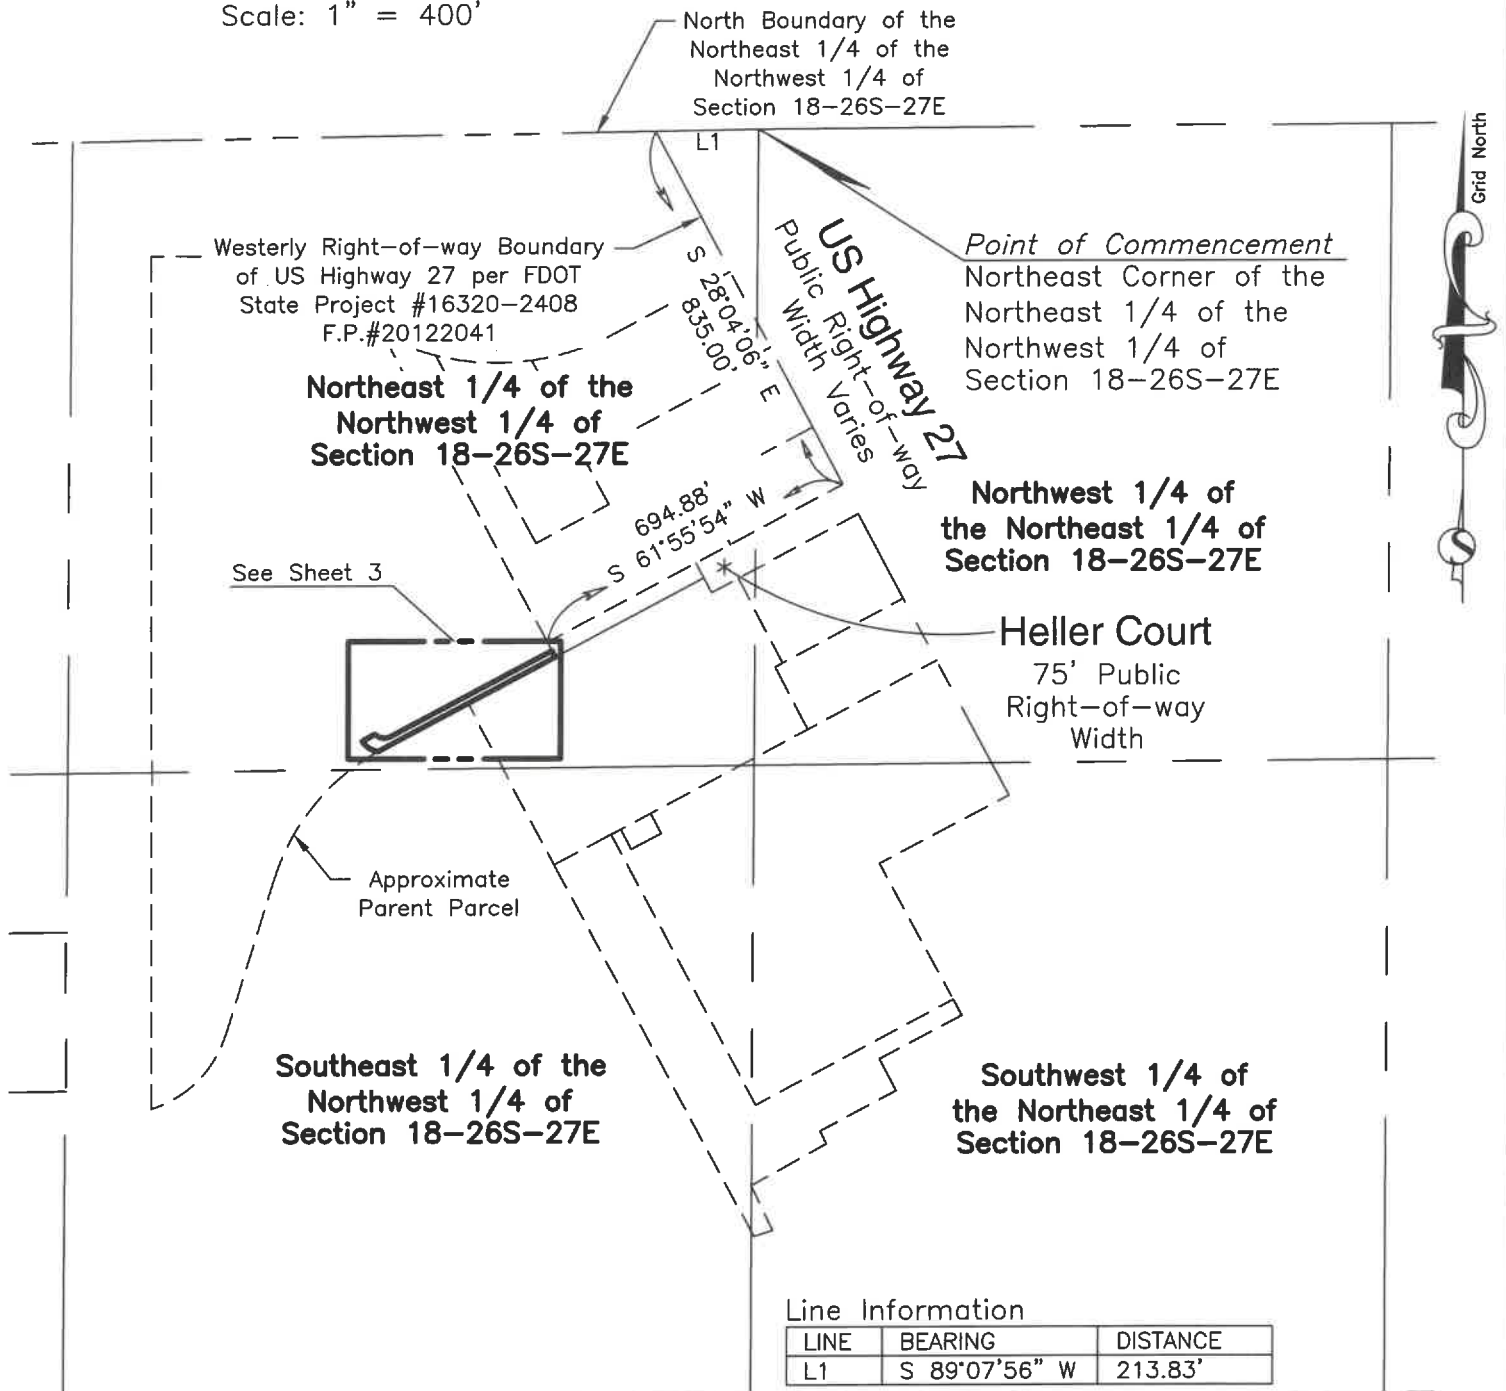 Scale: 1" = 400'
North Boundary of the
Northeast 1/4 of the
Northwest 1/4 of
Section 18-26S-27E
L1
Grid North
Westerly Right-of-way Boundary
of US Highway 27 per FDOT
State Project #16320-2408
F.P.#20122041
S 28°04'06" E
835.00'
US Highway 27
Public Right-of-way
Width Varies
Point of Commencement
Northeast Corner of the
Northeast 1/4 of the
Northwest 1/4 of
Section 18-26S-27E
Northeast 1/4 of the
Northwest 1/4 of
Section 18-26S-27E
694.88'
S 61°55'54" W
Northwest 1/4 of
the Northeast 1/4 of
Section 18-26S-27E
See Sheet 3
Heller Court
75' Public
Right-of-way
Width
Approximate
Parent Parcel
Southeast 1/4 of the
Northwest 1/4 of
Section 18-26S-27E
Southwest 1/4 of
the Northeast 1/4 of
Section 18-26S-27E
Line Information
LINE BEARING DISTANCE
L1 S 89°07'56" W 213.83'